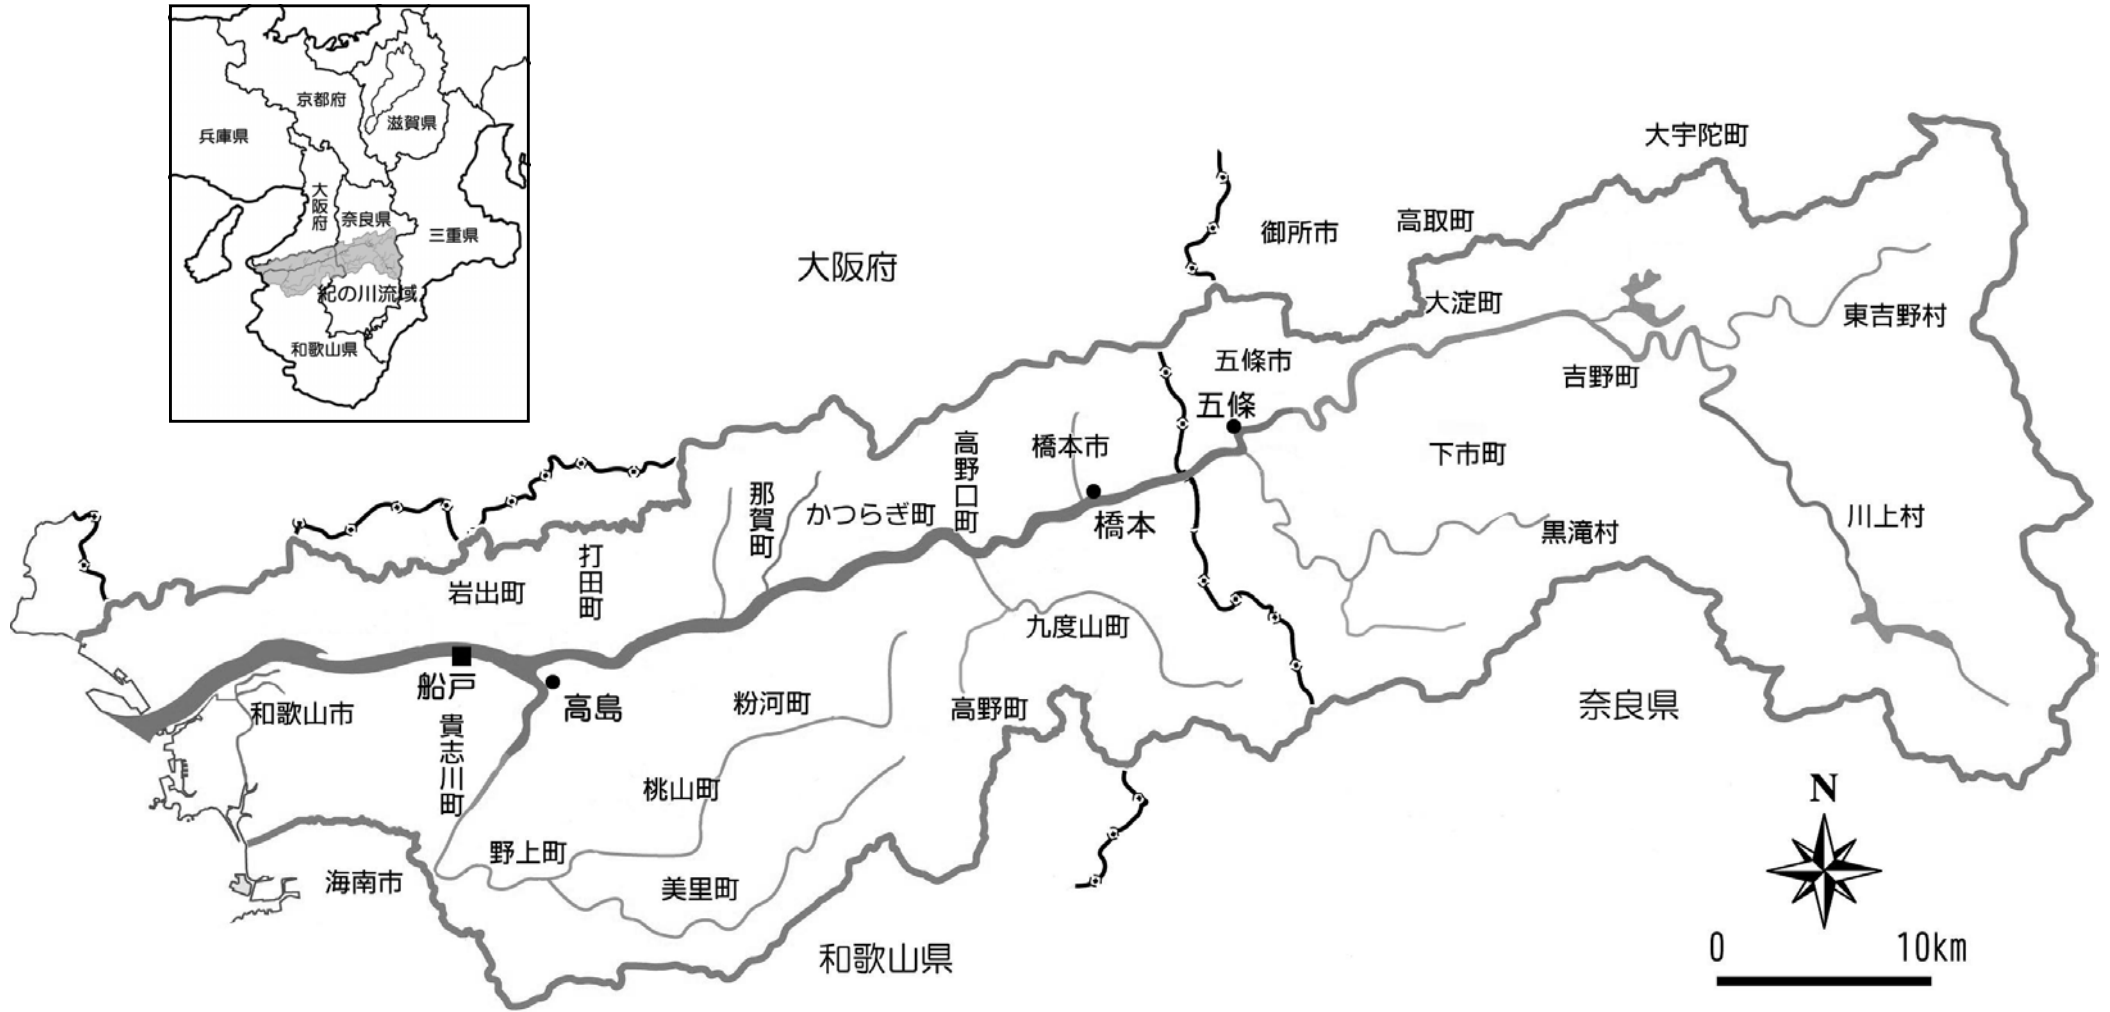 京都府
滋賀県
兵庫県
大阪府
奈良県
三重県
紀の川流域
和歌山県
大宇陀町
御所市
高取町
大阪府
大淀町
東吉野村
五條市
吉野町
五條
高野口町
橋本市
下市町
那賀町
かつらぎ町
橋本
川上村
黒滝村
打田町
岩出町
九度山町
船戸
高島
粉河町
高野町
奈良県
和歌山市
貴志川町
桃山町
N
野上町
海南市
美里町
和歌山県
0 10km